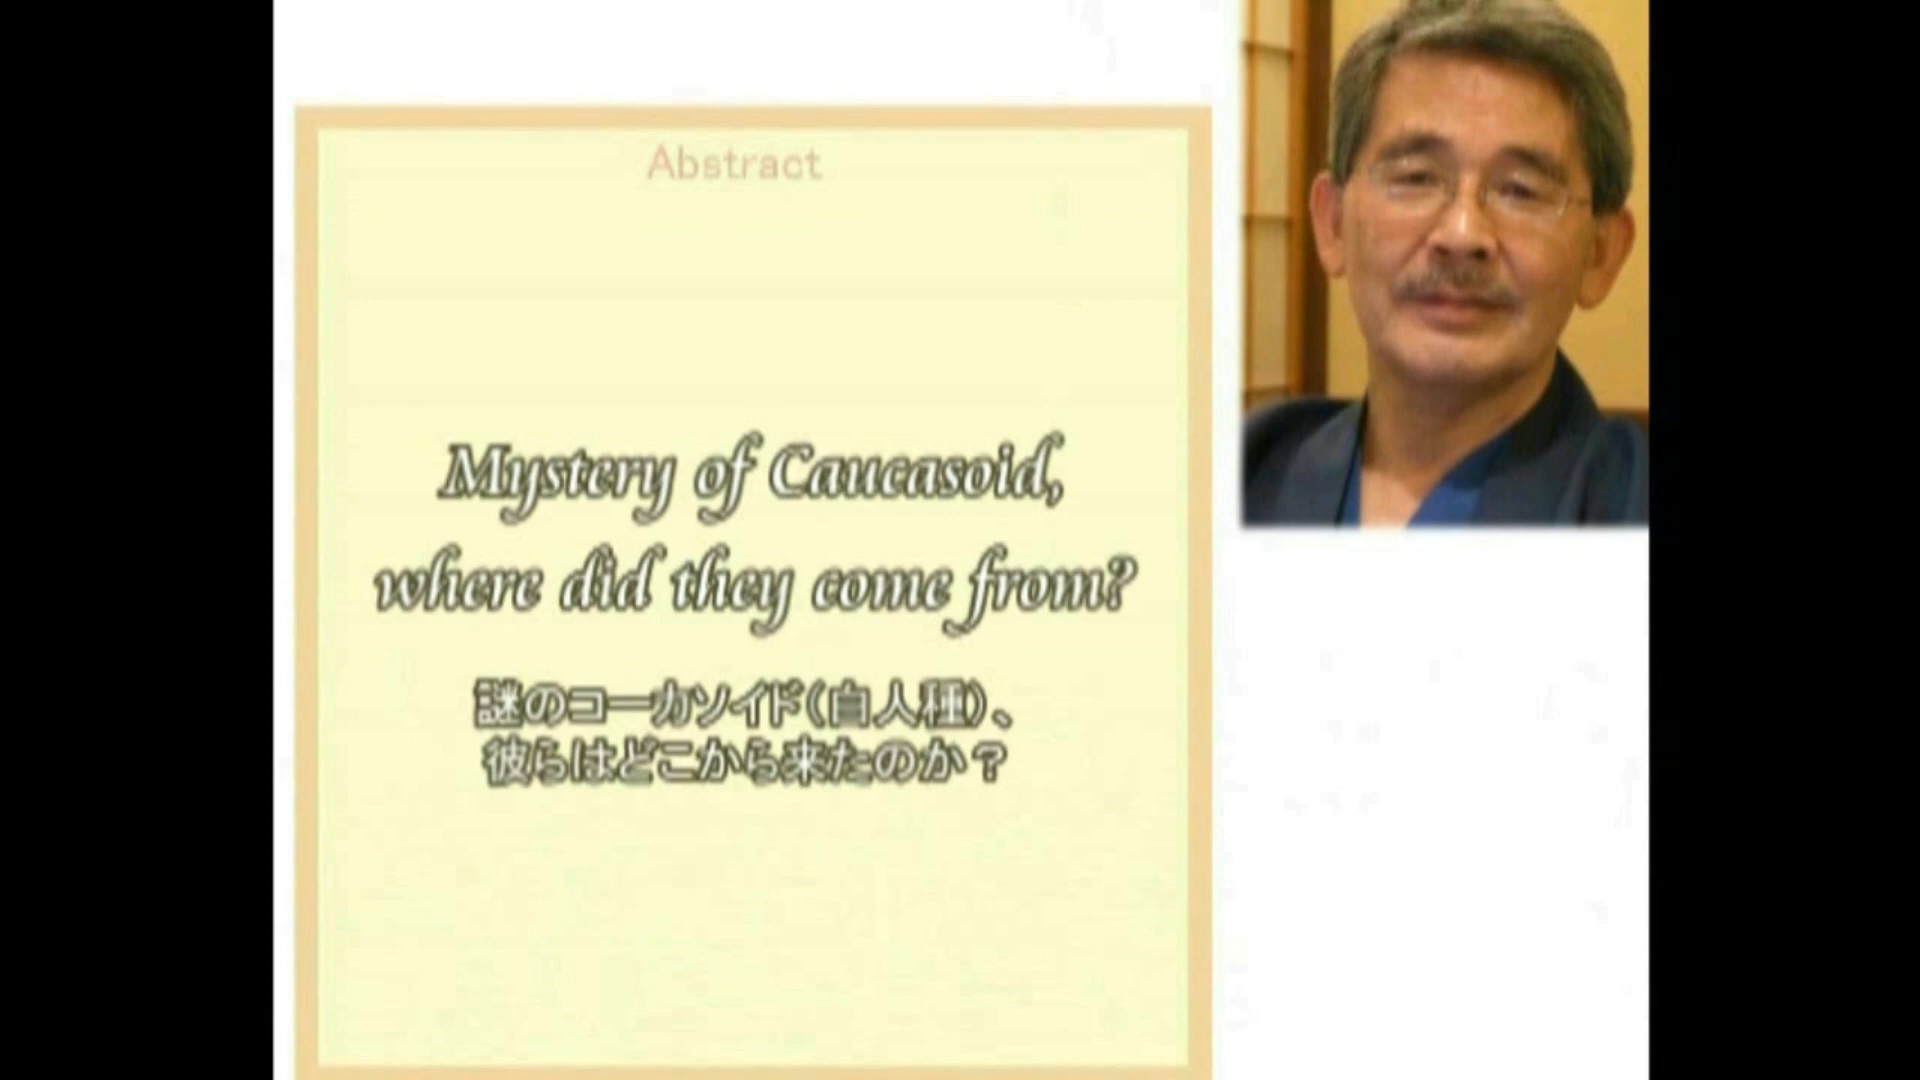 Abstract
Mystery of Caucasoid,
where did they come from?
謎のコーカソイド（白人種）、
彼らはどこから来たのか？